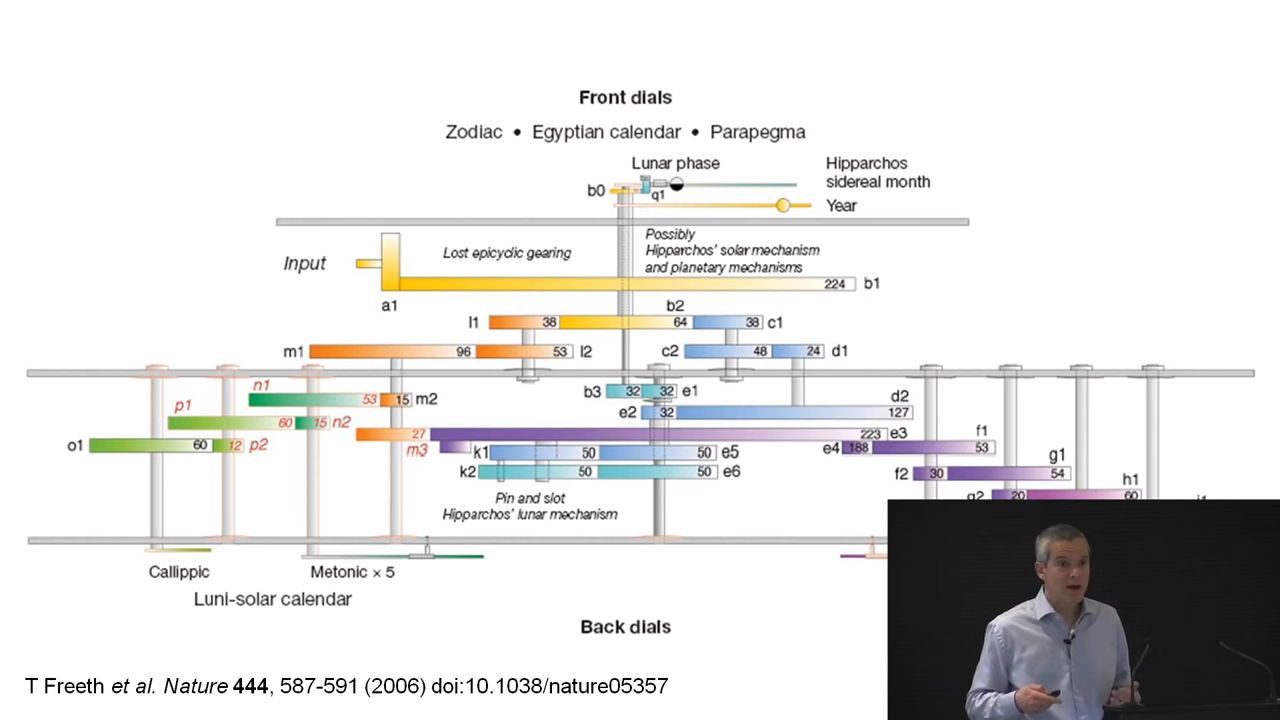 Front dials
Zodiac • Egyptian calendar • Parapegma
Lunar phase
Hipparchos
sidereal month
b0
q1
Year
Input
Lost epicyclic gearing
Possibly
Hipparchos' solar mechanism
and planetary mechanisms
224 b1
a1
b2
l1 38 64 38 c1
m1 96 53 l2 c2 48 24 d1
n1 53 15 m2 b3 32 32 e1 d2
p1 60 15 n2 e2 32 127
o1 60 12 p2 27 223 e3 f1
m3 k1 50 50 e5 e4 188 53
k2 50 50 e6 f2 30 54 g1
Pin and slot
Hipparchos' lunar mechanism
20 60 h1
Callippic Metonic × 5
Luni-solar calendar
Back dials
T Freeth et al. Nature 444, 587-591 (2006) doi:10.1038/nature05357